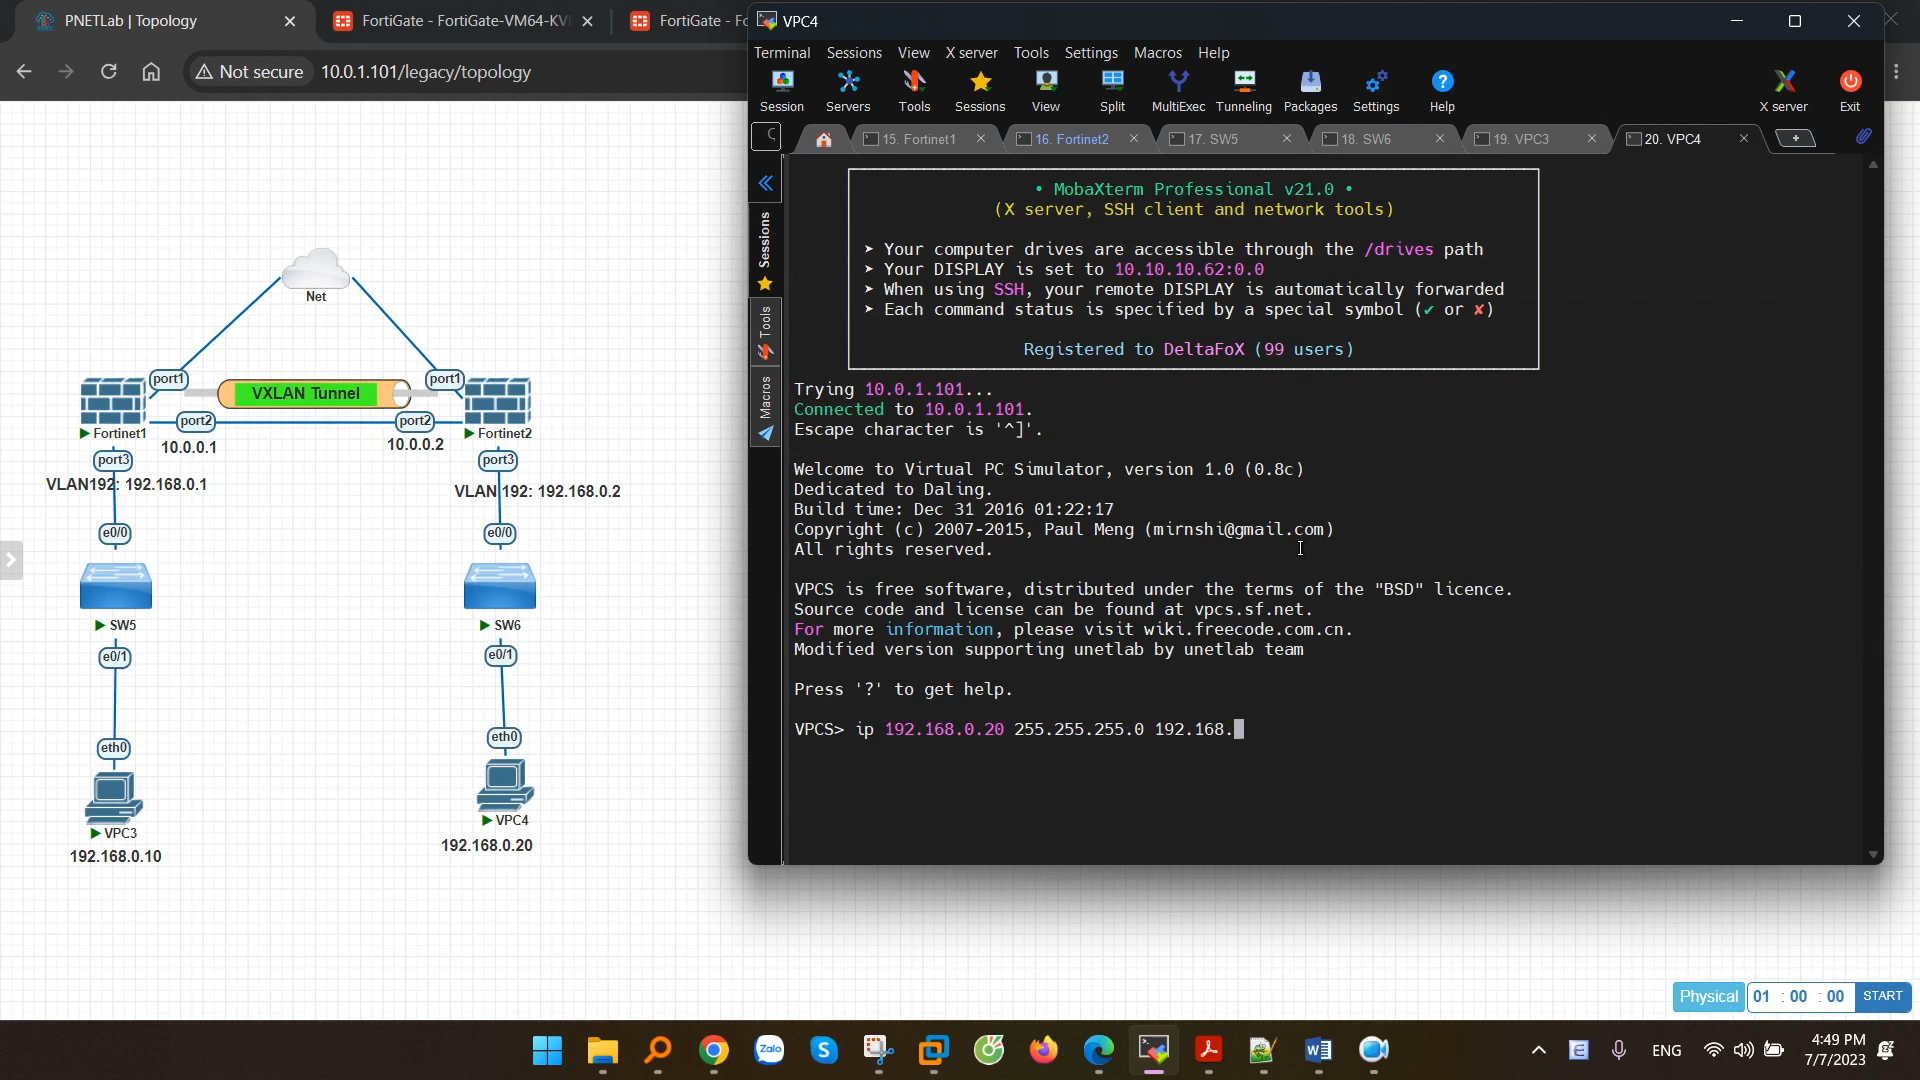 PNETLab | Topology
FortiGate - FortiGate-VM64-KV
FortiGate - Fo
Not secure
10.0.1.101/legacy/topology
VPC4
Terminal Sessions View X server Tools Settings Macros Help
Session Servers Tools Sessions View Split MultiExec Tunneling Packages Settings Help X server Exit
15. Fortinet1
16. Fortinet2
17. SW5
18. SW6
19. VPC3
20. VPC4
Sessions
Tools
Macros
• MobaXterm Professional v21.0 •
(X server, SSH client and network tools)
➤ Your computer drives are accessible through the /drives path
➤ Your DISPLAY is set to 10.10.10.62:0.0
➤ When using SSH, your remote DISPLAY is automatically forwarded
➤ Each command status is specified by a special symbol (✔ or ✘)
Registered to DeltaFoX (99 users)
Trying 10.0.1.101...
Connected to 10.0.1.101.
Escape character is '^]'.
Welcome to Virtual PC Simulator, version 1.0 (0.8c)
Dedicated to Daling.
Build time: Dec 31 2016 01:22:17
Copyright (c) 2007-2015, Paul Meng (mirnshi@gmail.com)
All rights reserved.
VPCS is free software, distributed under the terms of the "BSD" licence.
Source code and license can be found at vpcs.sf.net.
For more information, please visit wiki.freecode.com.cn.
Modified version supporting unetlab by unetlab team
Press '?' to get help.
VPCS> ip 192.168.0.20 255.255.255.0 192.168.
Net
port1
VXLAN Tunnel
port1
port2
port2
Fortinet1
Fortinet2
10.0.0.1
10.0.0.2
port3
port3
VLAN192: 192.168.0.1
VLAN 192: 192.168.0.2
e0/0
e0/0
SW5
SW6
e0/1
e0/1
eth0
eth0
VPC3
VPC4
192.168.0.10
192.168.0.20
Physical
01 : 00 : 00
START
Zalo
ENG
4:49 PM
7/7/2023